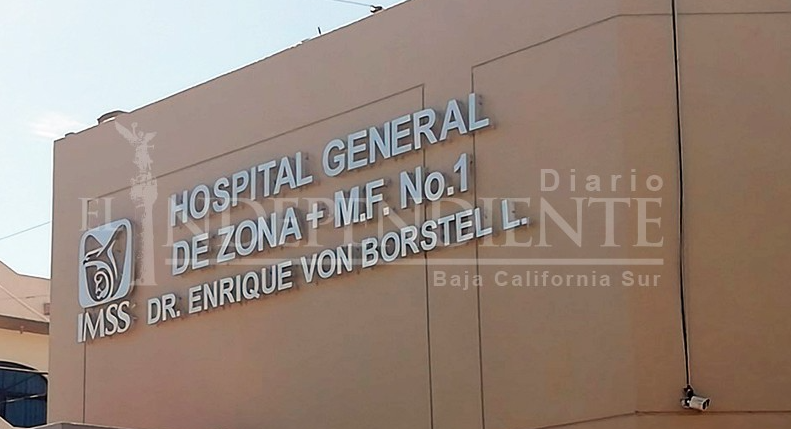 HOSPITAL GENERAL
DE ZONA + M.F. No.1
DR. ENRIQUE VON BORSTEL L.
IMSS
Diario
EL INDEPENDIENTE
Baja California Sur